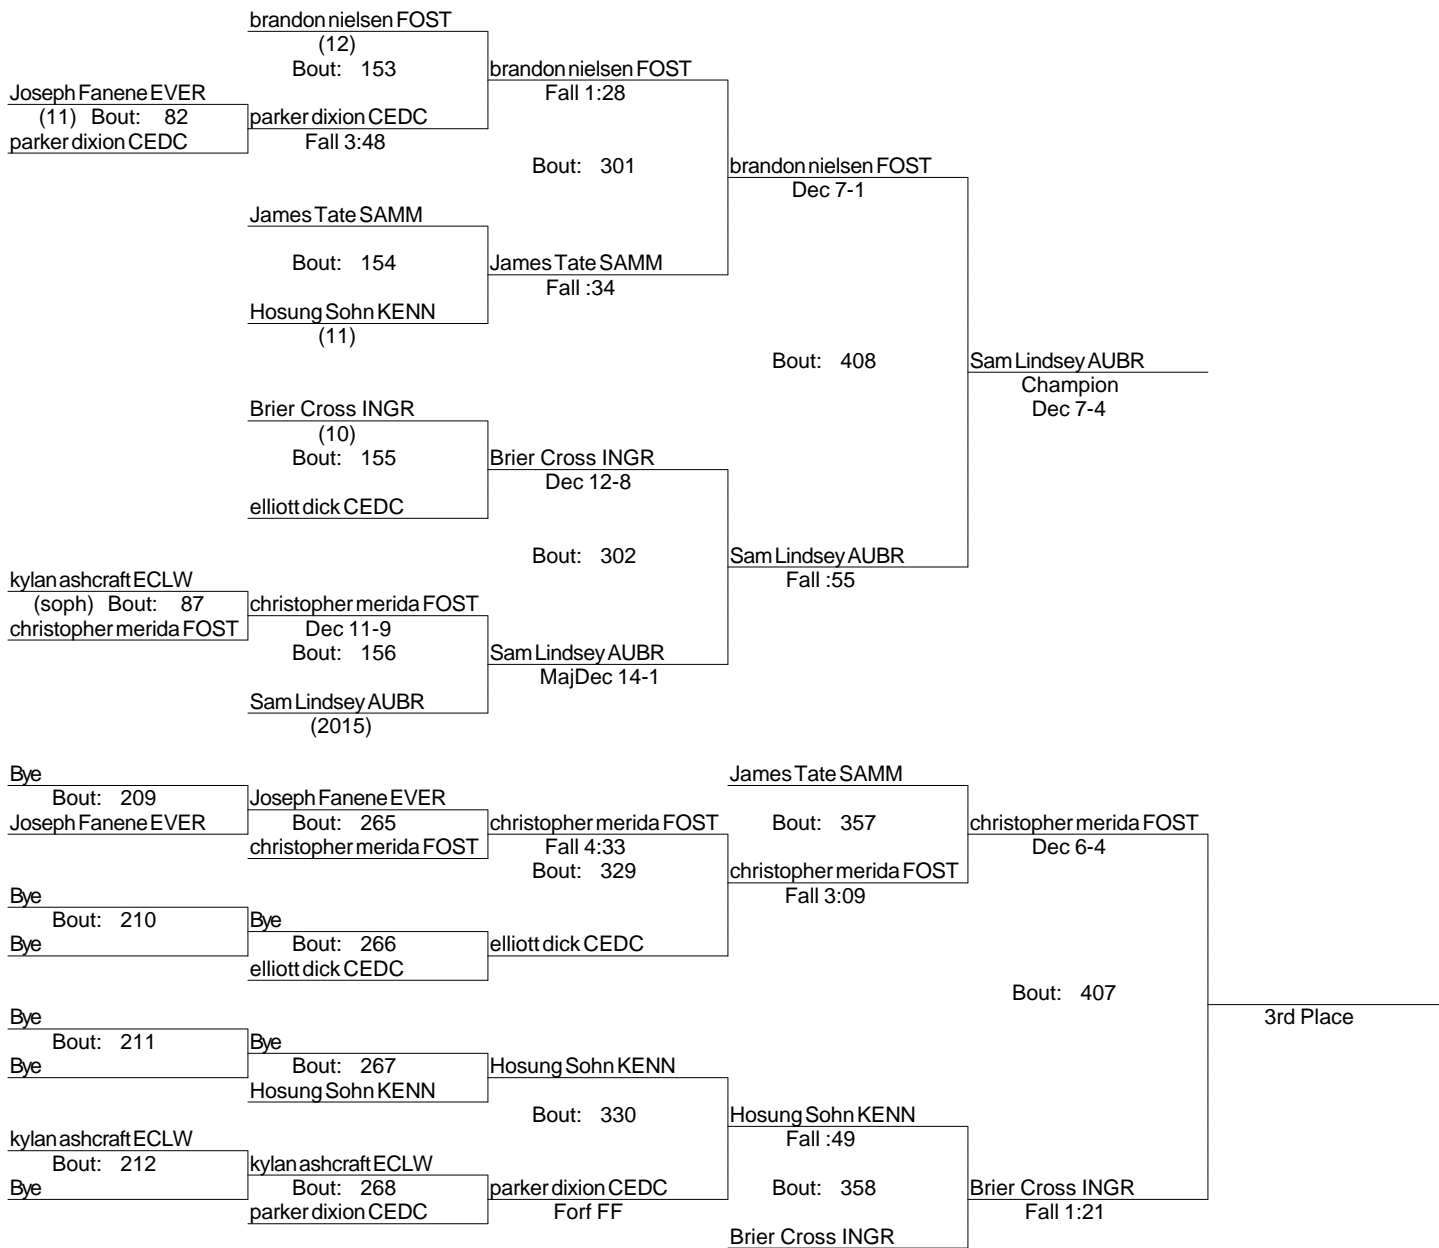 brandon nielsen FOST
(12)
Bout: 153
brandon nielsen FOST
Joseph Fanene EVER
Fall 1:28
(11) Bout: 82
parker dixion CEDC
parker dixion CEDC
Fall 3:48
Bout: 301
brandon nielsen FOST
Dec 7-1
James Tate SAMM
Bout: 154
James Tate SAMM
Fall :34
Hosung Sohn KENN
(11)
Bout: 408
Sam Lindsey AUBR
Champion
Dec 7-4
Brier Cross INGR
(10)
Bout: 155
Brier Cross INGR
Dec 12-8
elliott dick CEDC
Bout: 302
Sam Lindsey AUBR
Fall :55
kylan ashcraft ECLW
(soph) Bout: 87
christopher merida FOST
christopher merida FOST
Dec 11-9
Bout: 156
Sam Lindsey AUBR
MajDec 14-1
Sam Lindsey AUBR
(2015)
Bye
James Tate SAMM
Bout: 209
Joseph Fanene EVER
Joseph Fanene EVER
Bout: 265
christopher merida FOST
Bout: 357
christopher merida FOST
christopher merida FOST
Fall 4:33
Dec 6-4
Bout: 329
christopher merida FOST
Fall 3:09
Bye
Bout: 210
Bye
Bye
Bout: 266
elliott dick CEDC
elliott dick CEDC
Bout: 407
3rd Place
Bye
Bout: 211
Bye
Bye
Bout: 267
Hosung Sohn KENN
Hosung Sohn KENN
Bout: 330
Hosung Sohn KENN
Fall :49
kylan ashcraft ECLW
Bout: 212
kylan ashcraft ECLW
Bye
Bout: 268
parker dixion CEDC
Bout: 358
Brier Cross INGR
parker dixion CEDC
Forf FF
Fall 1:21
Brier Cross INGR